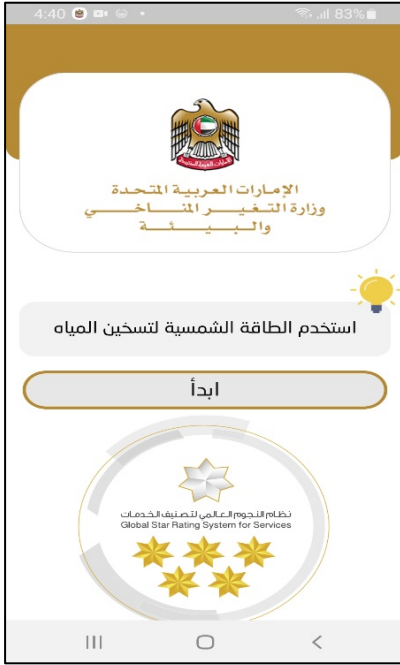 4:40
83%
الإمارات العربية المتحدة
وزارة التغيير المناخي
والبيئة
استخدم الطاقة الشمسية لتسخين المياه
ابدأ
نظام النجوم العالمي لتصنيف الخدمات
Global Star Rating System for Services